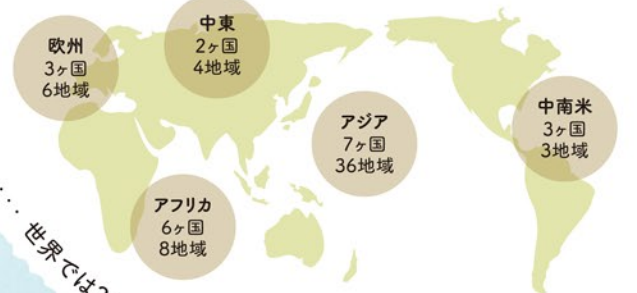 欧州
3ヶ国
6地域
中東
2ヶ国
4地域
アジア
7ヶ国
36地域
中南米
3ヶ国
3地域
アフリカ
6ヶ国
8地域
世界では